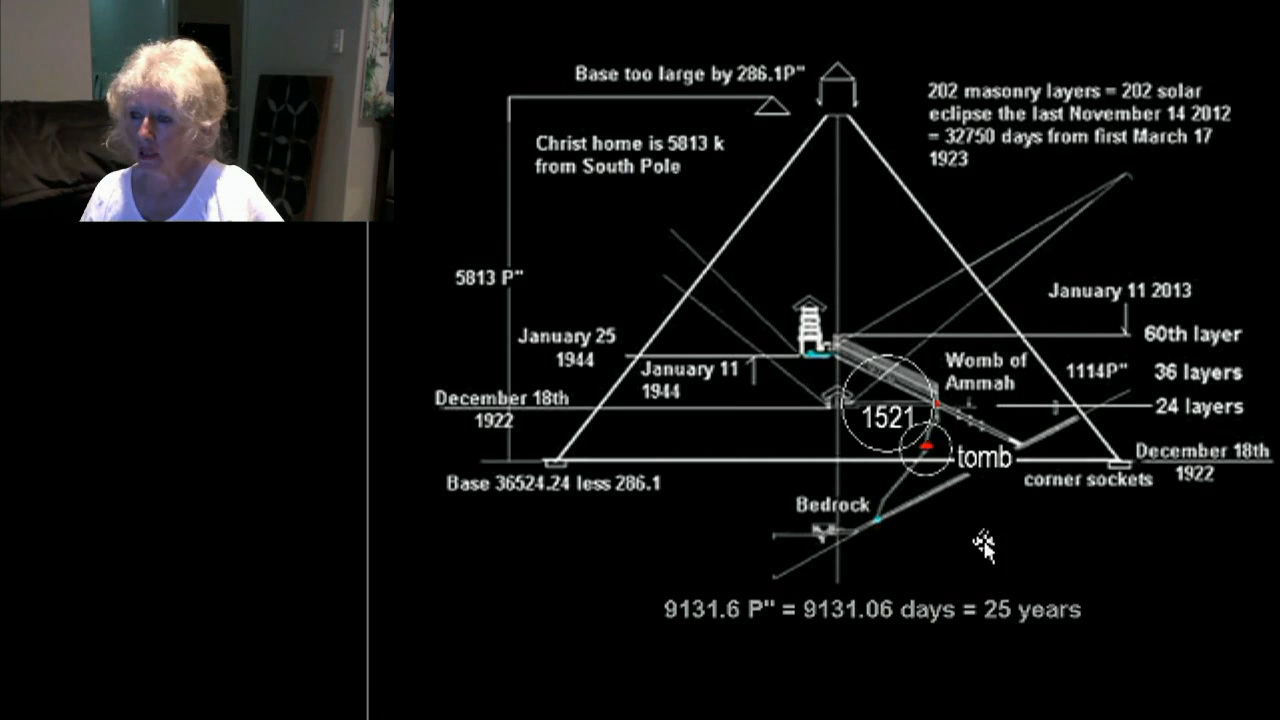 Base too large by 286.1P"
202 masonry layers = 202 solar
eclipse the last November 14 2012
= 32750 days from first March 17
1923
Christ home is 5813 k
from South Pole
5813 P"
January 11 2013
January 25
1944
60th layer
January 11
1944
Womb of
Ammah
1114P"
36 layers
December 18th
1922
24 layers
1521
tomb
December 18th
1922
Base 36524.24 less 286.1
corner sockets
Bedrock
9131.6 P" = 9131.06 days = 25 years